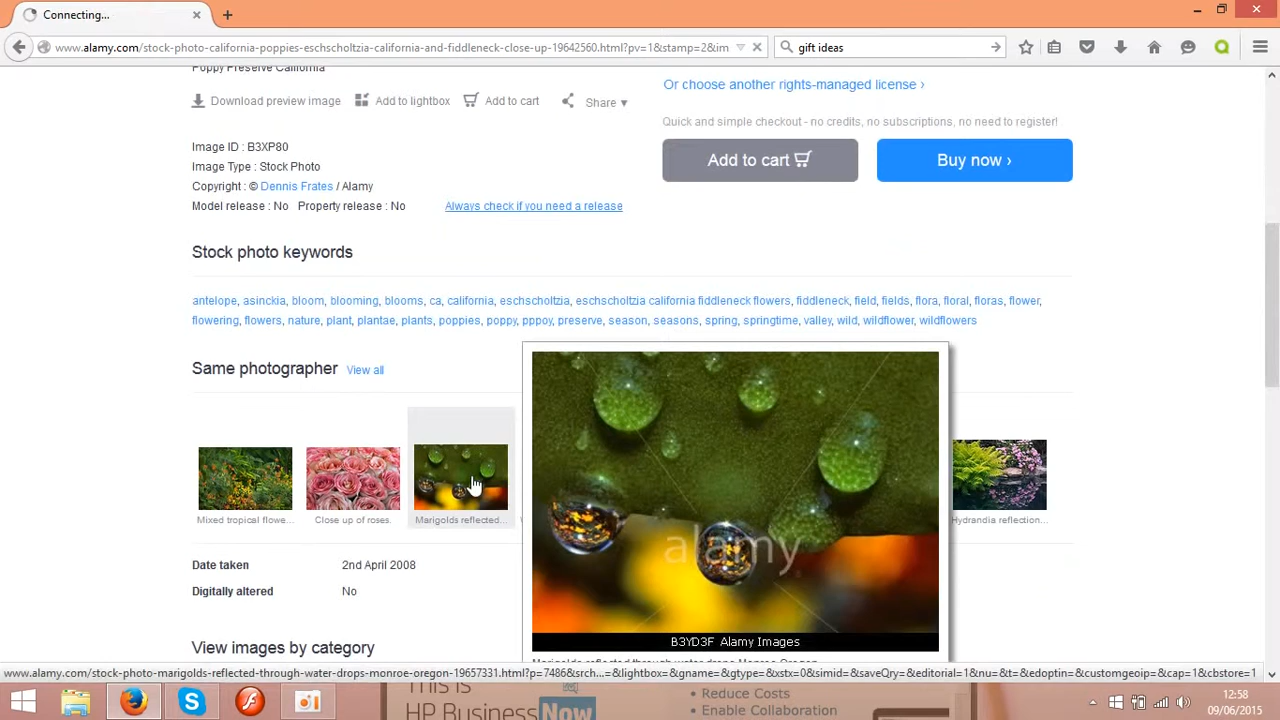 Connecting...
www.alamy.com/stock-photo-california-poppies-eschscholtzia-california-and-fiddleneck-close-up-19642560.html?pv=1&stamp=2&im
gift ideas
Poppy Preserve California
Or choose another rights-managed license ›
Download preview image
Add to lightbox
Add to cart
Share ▾
Quick and simple checkout - no credits, no subscriptions, no need to register!
Add to cart
Buy now ›
Image ID : B3XP80
Image Type : Stock Photo
Copyright : © Dennis Frates / Alamy
Model release : No Property release : No
Always check if you need a release
Stock photo keywords
antelope, asinckia, bloom, blooming, blooms, ca, california, eschscholtzia, eschscholtzia california fiddleneck flowers, fiddleneck, field, fields, flora, floral, floras, flower,
flowering, flowers, nature, plant, plantae, plants, poppies, poppy, pppoy, preserve, season, seasons, spring, springtime, valley, wild, wildflower, wildflowers
Same photographer View all
alamy
B3YD3F Alamy Images
Mixed tropical flowe...
Close up of roses.
Marigolds reflected...
Hydrandia reflection...
Date taken 2nd April 2008
Digitally altered No
View images by category
Marigolds reflected through water drops Monroe Oregon
www.alamy.com/stock-photo-marigolds-reflected-through-water-drops-monroe-oregon-19657331.html?p=7486&srch...=&lightbox=&gname=&gtype=&xstx=0&simid=&saveQry=&editorial=1&nu=&t=&edoptin=&customgeoip=&cap=1&cbstore=1
This is
HP BusinessNow
• Reduce Costs
• Enable Collaboration
12:58
09/06/2015